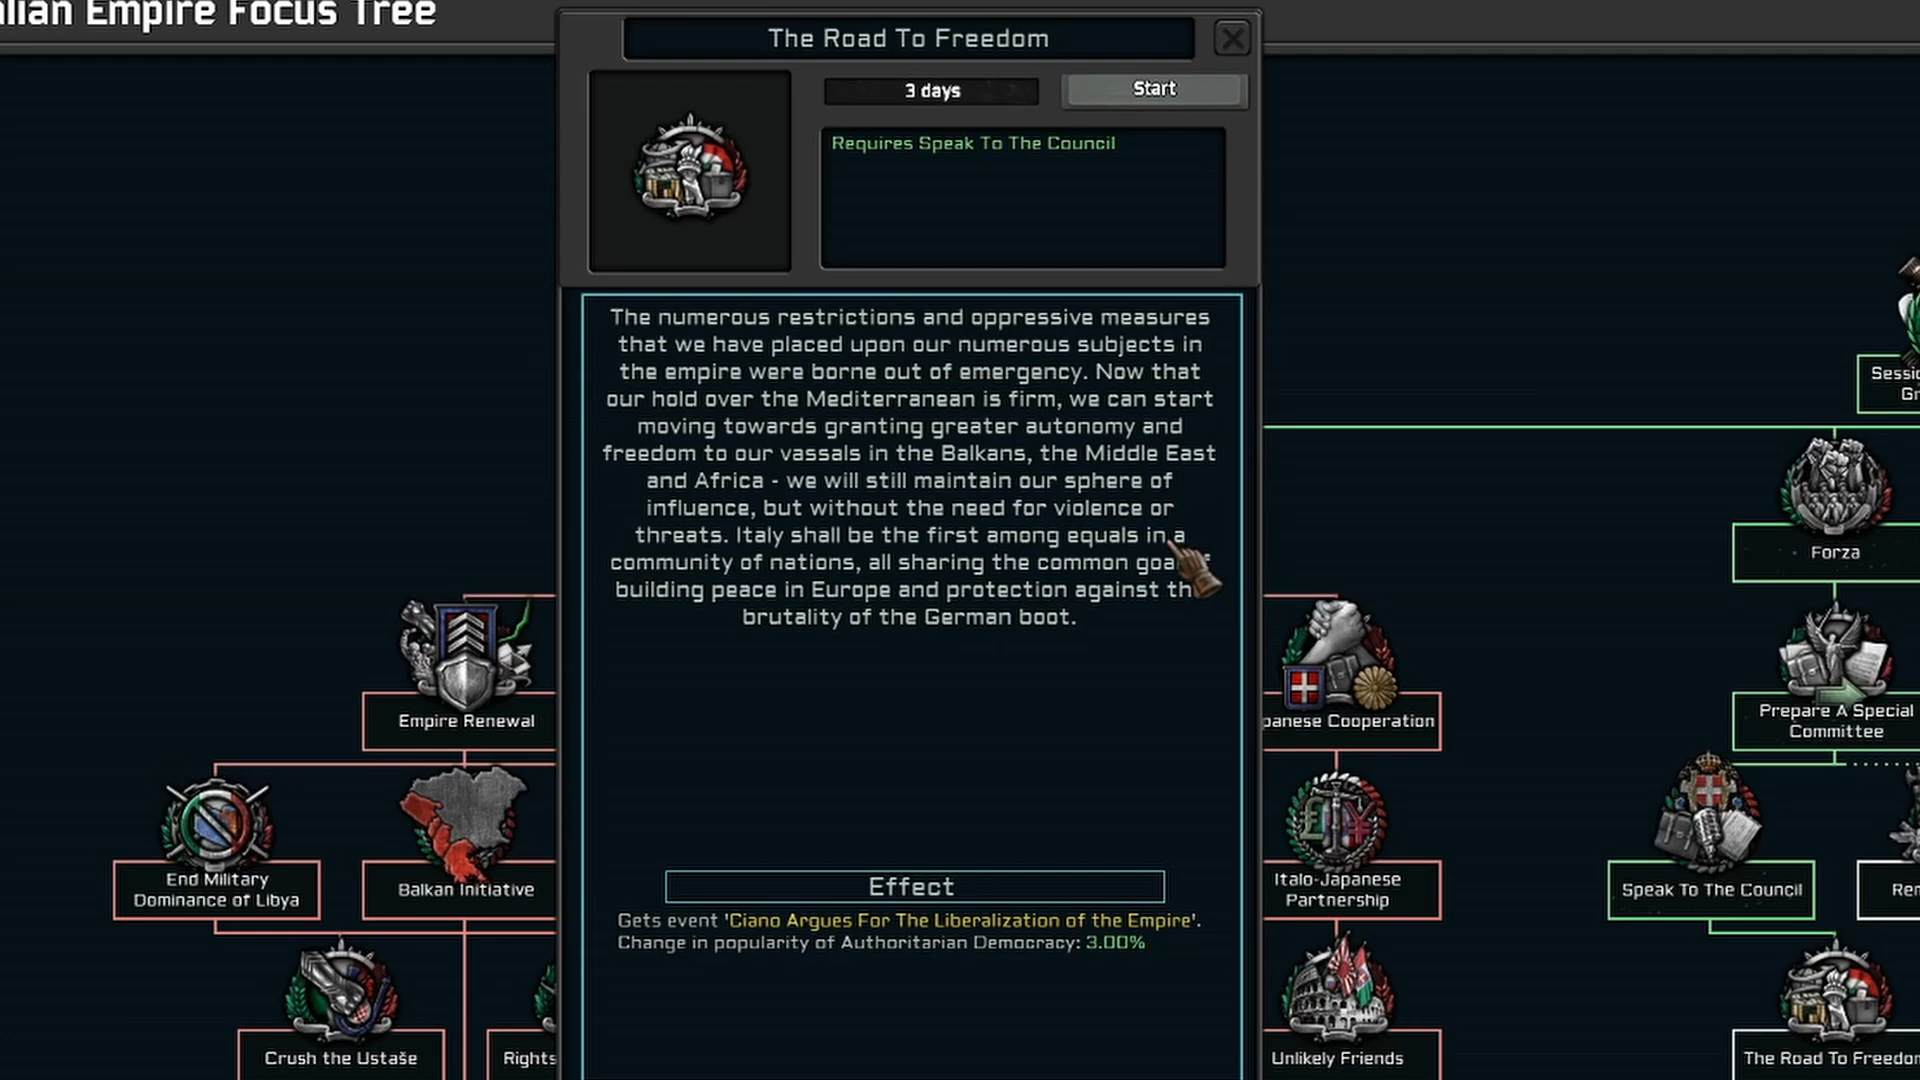 alian Empire Focus Tree
The Road To Freedom
3 days
Start
Requires Speak To The Council
The numerous restrictions and oppressive measures
that we have placed upon our numerous subjects in
the empire were borne out of emergency. Now that
our hold over the Mediterranean is firm, we can start
moving towards granting greater autonomy and
freedom to our vassals in the Balkans, the Middle East
and Africa - we will still maintain our sphere of
influence, but without the need for violence or
threats. Italy shall be the first among equals in a
community of nations, all sharing the common goal
building peace in Europe and protection against th
brutality of the German boot.
Effect
Gets event 'Ciano Argues For The Liberalization of the Empire'.
Change in popularity of Authoritarian Democracy: 3.00%
Empire Renewal
End Military
Dominance of Libya
Balkan Initiative
Crush the Ustaše
Rights
panese Cooperation
Italo-Japanese
Partnership
Unlikely Friends
Sessio
Gr
Forza
Prepare A Special
Committee
Speak To The Council
Ren
The Road To Freedom